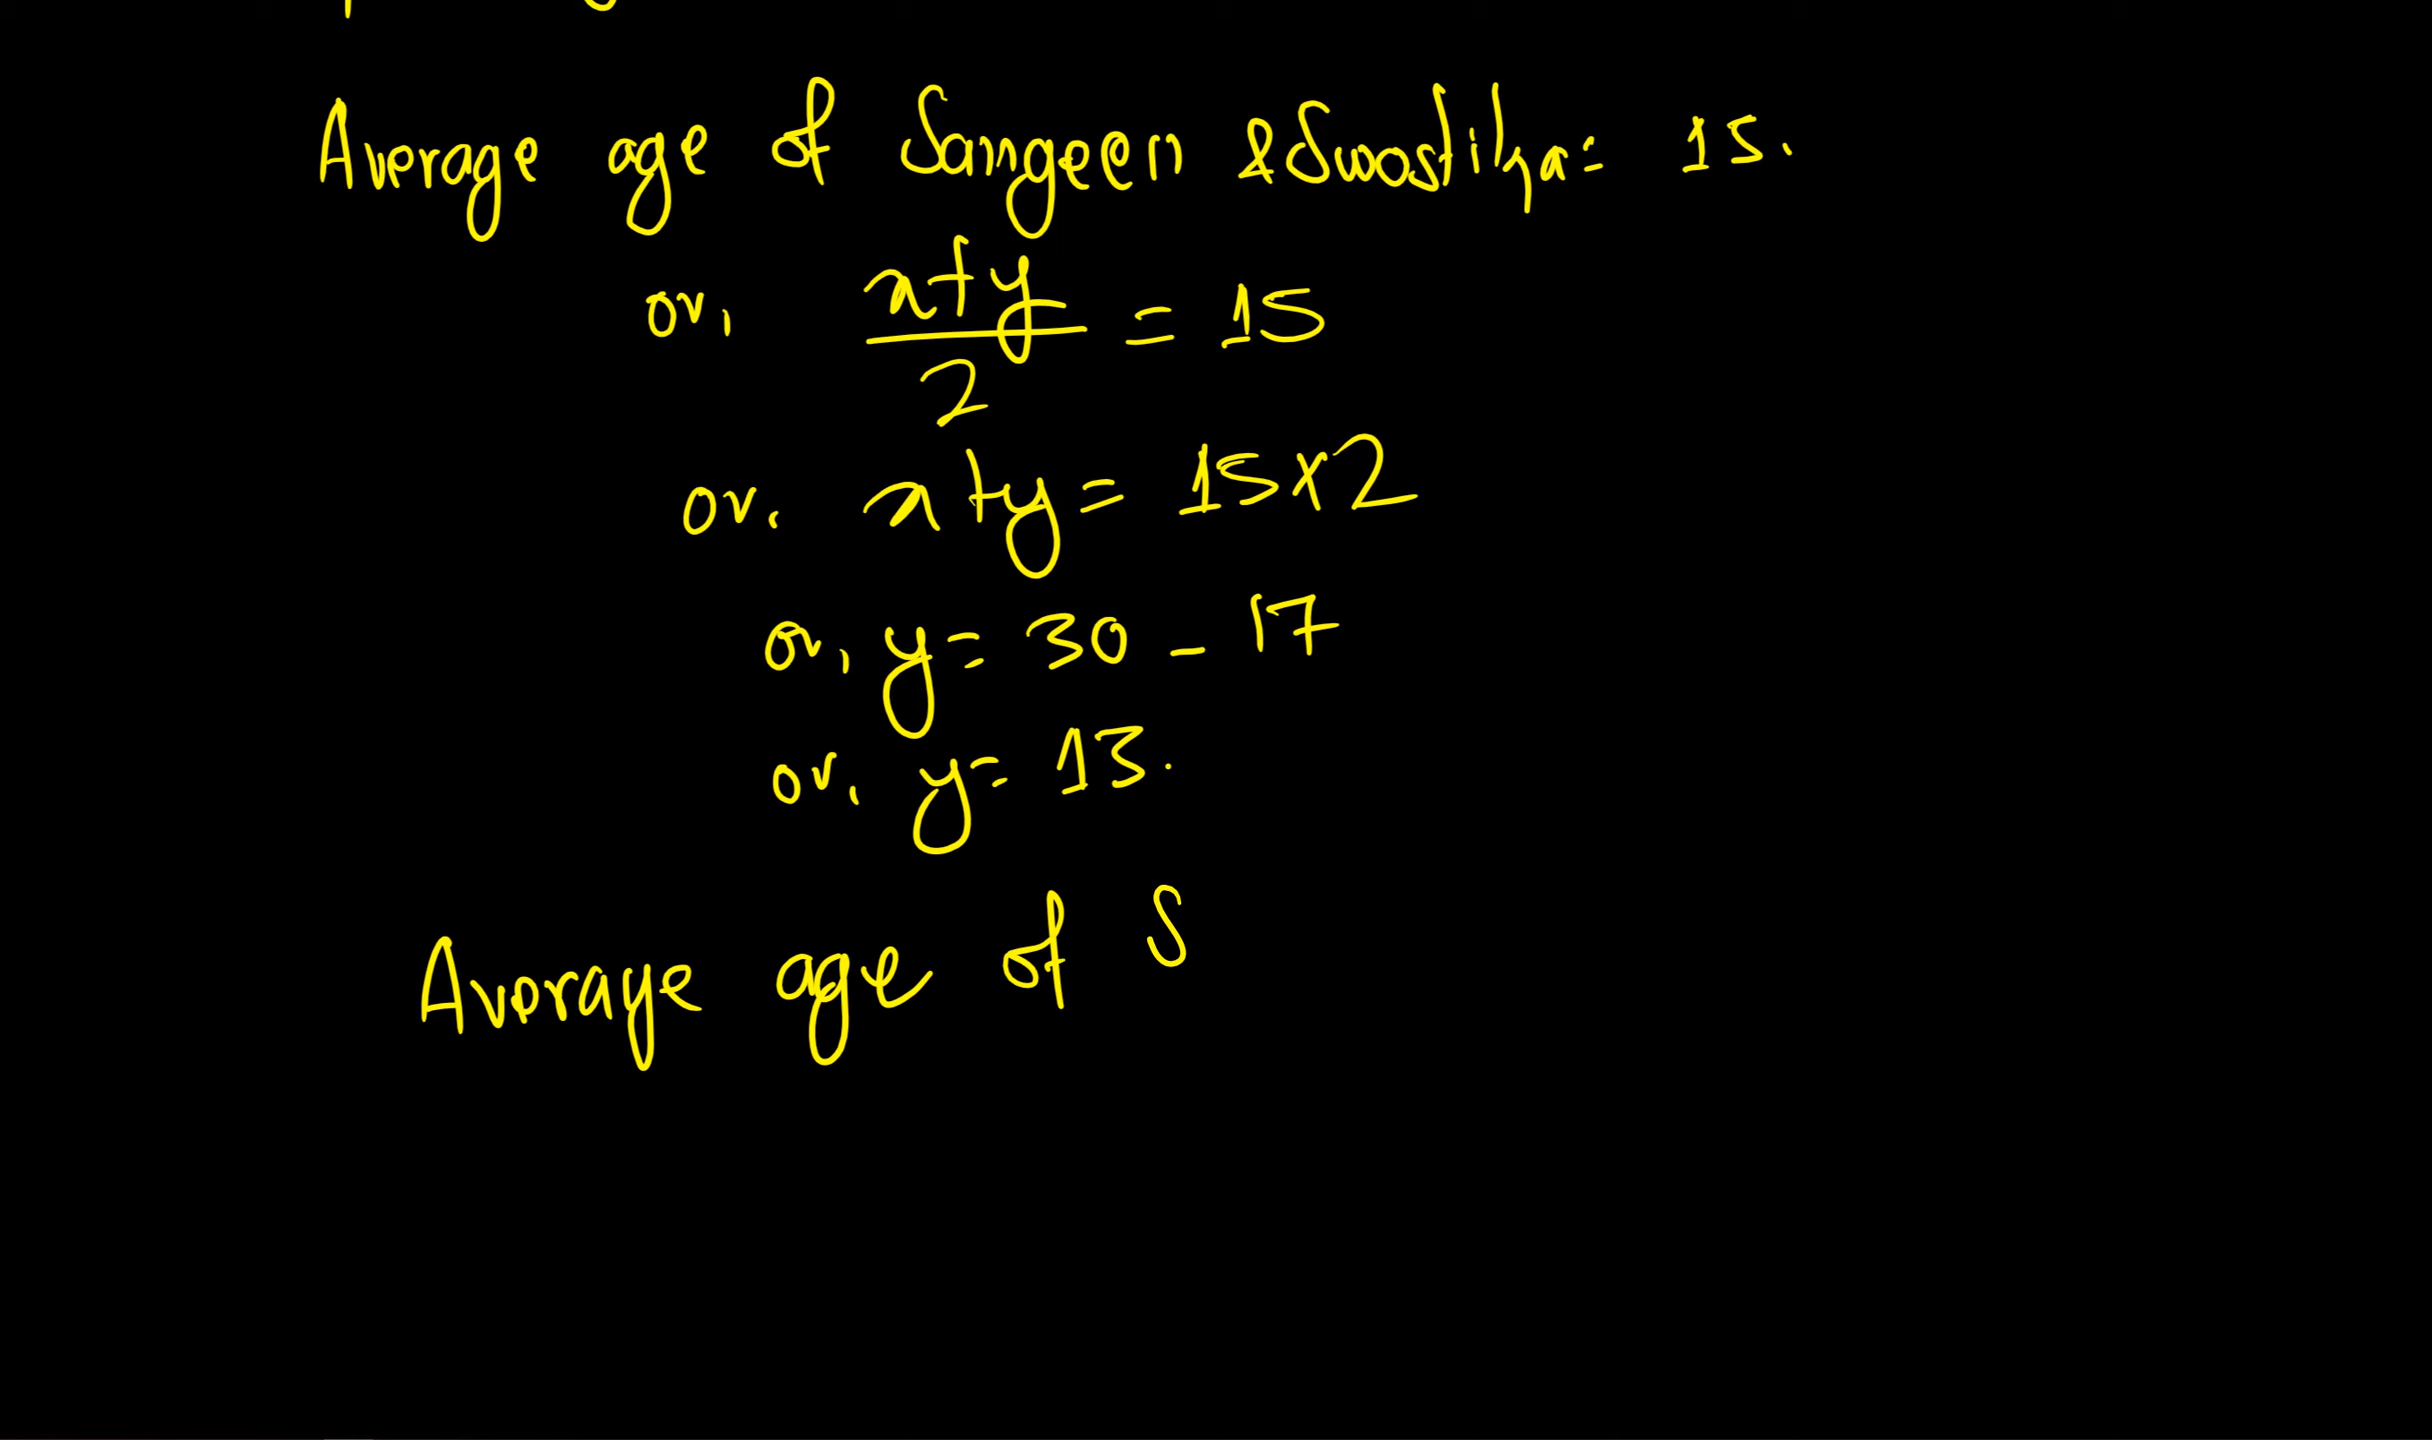 Average age of Sangeen & Swostika = 15.
or, x+y/2 = 15
or, x+y = 15×2
or, y = 30 - 17
or, y = 13.
Average age of S